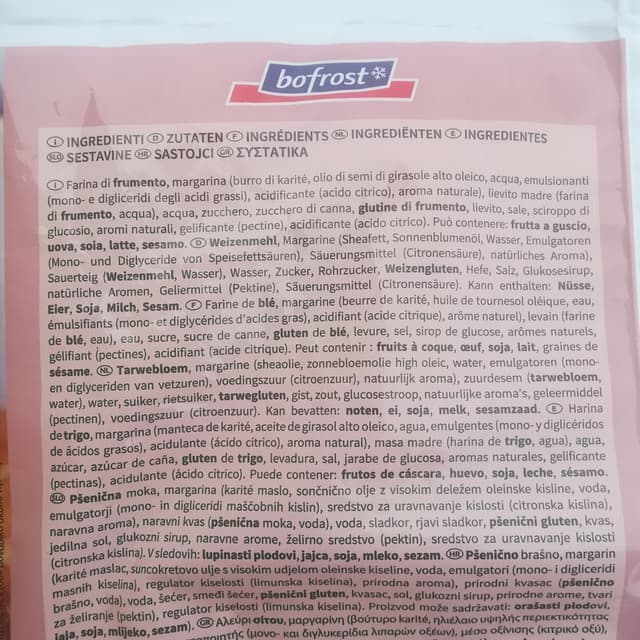 bofrost*
I INGREDIENTI D ZUTATEN F INGRÉDIENTS NL INGREDIËNTEN E INGREDIENTES
SLO SESTAVINE HR SASTOJCI GR ΣΥΣΤΑΤΙΚΑ
I Farina di frumento, margarina (burro di karité, olio di semi di girasole alto oleico, acqua, emulsionanti
(mono- e digliceridi degli acidi grassi), acidificante (acido citrico), aroma naturale), lievito madre (farina
di frumento, acqua), acqua, zucchero, zucchero di canna, glutine di frumento, lievito, sale, sciroppo di
glucosio, aromi naturali, gelificante (pectine), acidificante (acido citrico). Può contenere: frutta a guscio,
uova, soia, latte, sesamo. D Weizenmehl, Margarine (Sheafett, Sonnenblumenöl, Wasser, Emulgatoren
(Mono- und Diglyceride von Speisefettsäuren), Säuerungsmittel (Citronensäure), natürliches Aroma),
Sauerteig (Weizenmehl, Wasser), Wasser, Zucker, Rohrzucker, Weizengluten, Hefe, Salz, Glukosesirup,
natürliche Aromen, Geliermittel (Pektine), Säuerungsmittel (Citronensäure). Kann enthalten: Nüsse,
Eier, Soja, Milch, Sesam. F Farine de blé, margarine (beurre de karité, huile de tournesol oléique, eau,
émulsifiants (mono- et diglycérides d'acides gras), acidifiant (acide citrique), arôme naturel), levain (farine
de blé, eau), eau, sucre, sucre de canne, gluten de blé, levure, sel, sirop de glucose, arômes naturels,
gélifiant (pectines), acidifiant (acide citrique). Peut contenir : fruits à coque, œuf, soja, lait, graines de
sésame. NL Tarwebloem, margarine (sheaolie, zonnebloemolie high oleic, water, emulgatoren (mono-
en diglyceriden van vetzuren), voedingszuur (citroenzuur), natuurlijk aroma), zuurdesem (tarwebloem,
water), water, suiker, rietsuiker, tarwegluten, gist, zout, glucosestroop, natuurlijke aroma's, geleermiddel
(pectinen), voedingszuur (citroenzuur). Kan bevatten: noten, ei, soja, melk, sesamzaad. E Harina
de trigo, margarina (manteca de karité, aceite de girasol alto oleico, agua, emulgentes (mono- y diglicéridos
de ácidos grasos), acidulante (ácido cítrico), aroma natural), masa madre (harina de trigo, agua), agua,
azúcar, azúcar de caña, gluten de trigo, levadura, sal, jarabe de glucosa, aromas naturales, gelificante
(pectinas), acidulante (ácido cítrico). Puede contener: frutos de cáscara, huevo, soja, leche, sésamo.
SLO Pšenična moka, margarina (karité maslo, sončnično olje z visokim deležem oleinske kisline, voda,
emulgatorji (mono- in digliceridi maščobnih kislin), sredstvo za uravnavanje kislosti (citronska kislina),
naravna aroma), naravni kvas (pšenična moka, voda), voda, sladkor, rjavi sladkor, pšenični gluten, kvas,
jedilna sol, glukozni sirup, naravne arome, želirno sredstvo (pektin), sredstvo za uravnavanje kislosti
(citronska kislina). V sledovih: lupinasti plodovi, jajca, soja, mleko, sezam. HR Pšenično brašno, margarin
(karité maslac, suncokretovo ulje s visokim udjelom oleinske kiseline, voda, emulgatori (mono- i digliceridi
masnih kiselina), regulator kiselosti (limunska kiselina), prirodna aroma), prirodni kvasac (pšenično
brašno, voda), voda, šećer, smeđi šećer, pšenični gluten, kvasac, sol, glukozni sirup, prirodne arome, tvar
za želiranje (pektin), regulator kiselosti (limunska kiselina). Proizvod može sadržavati: orašasti plodovi,
jaja, soja, mlijeko, sezam). GR Αλεύρι σίτου, μαργαρίνη (βούτυρο karite, ηλιέλαιο υψηλής περιεκτικότητας
(μονο- και διγλυκερίδια λιπαρών οξέων), μέσο οξίνισης (κιτρικό οξύ),